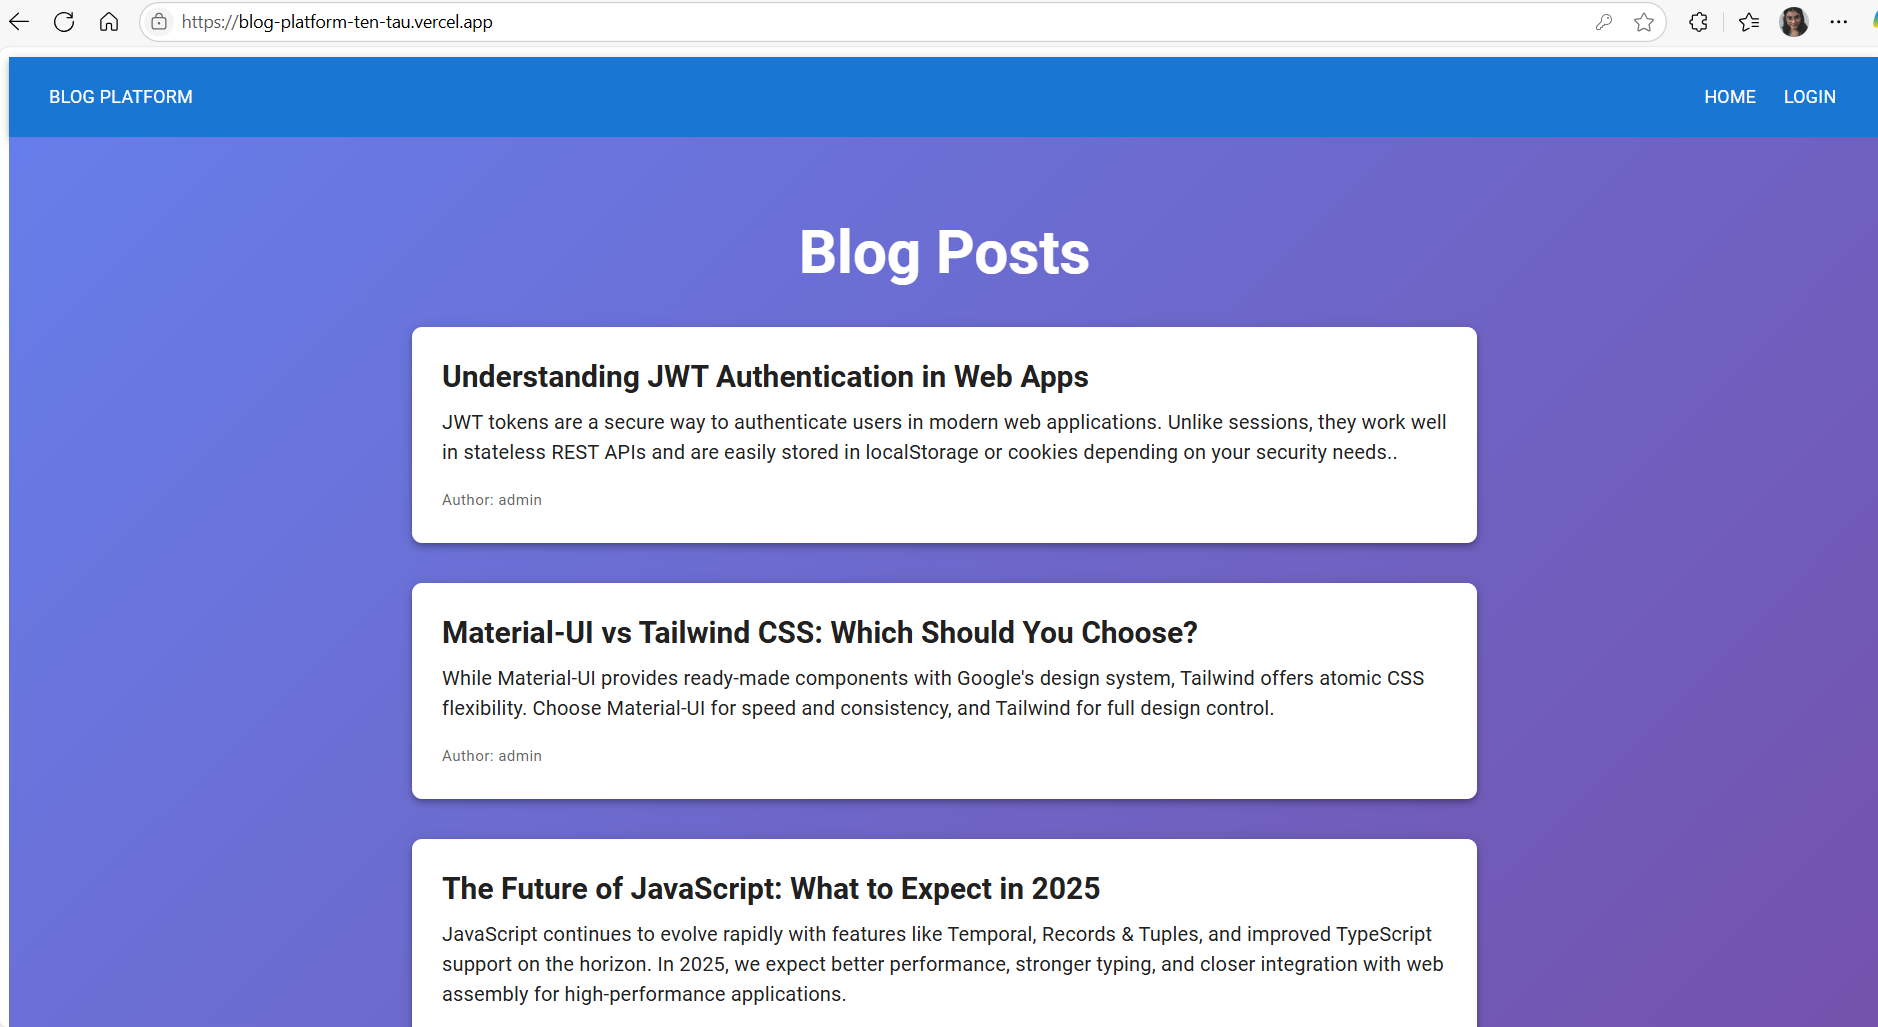 https://blog-platform-ten-tau.vercel.app
BLOG PLATFORM
HOME
LOGIN
Blog Posts
Understanding JWT Authentication in Web Apps
JWT tokens are a secure way to authenticate users in modern web applications. Unlike sessions, they work well
in stateless REST APIs and are easily stored in localStorage or cookies depending on your security needs..
Author: admin
Material-UI vs Tailwind CSS: Which Should You Choose?
While Material-UI provides ready-made components with Google's design system, Tailwind offers atomic CSS
flexibility. Choose Material-UI for speed and consistency, and Tailwind for full design control.
Author: admin
The Future of JavaScript: What to Expect in 2025
JavaScript continues to evolve rapidly with features like Temporal, Records & Tuples, and improved TypeScript
support on the horizon. In 2025, we expect better performance, stronger typing, and closer integration with web
assembly for high-performance applications.